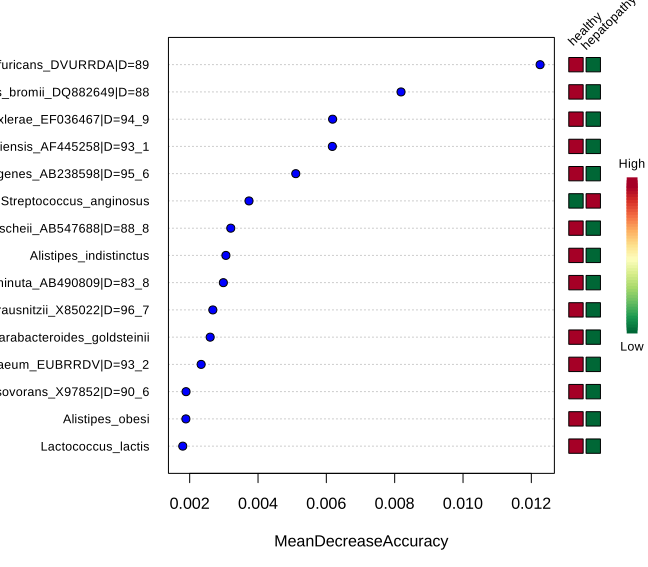 healthy
hepatopathy
furicans_DVURRDA|D=89
s_bromii_DQ882649|D=88
xlerae_EF036467|D=94_9
iensis_AF445258|D=93_1
genes_AB238598|D=95_6
Streptococcus_anginosus
scheii_AB547688|D=88_8
Alistipes_indistinctus
ninuta_AB490809|D=83_8
rausnitzii_X85022|D=96_7
arabacteroides_goldsteinii
aeum_EUBRRDV|D=93_2
sovorans_X97852|D=90_6
Alistipes_obesi
Lactococcus_lactis
High
Low
0.002 0.004 0.006 0.008 0.010 0.012
MeanDecreaseAccuracy